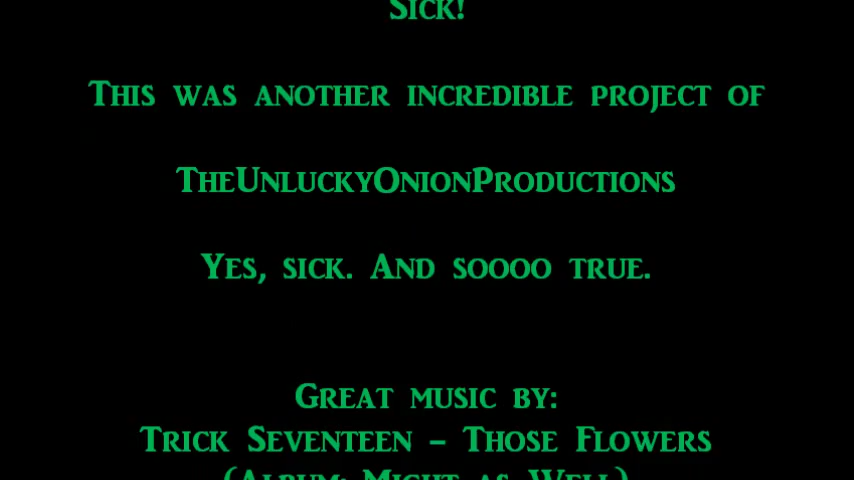 Sick!
This was another incredible project of
TheUnluckyOnionProductions
Yes, sick. And soooo true.
Great music by:
Trick Seventeen – Those Flowers
(Album: Might as Well)